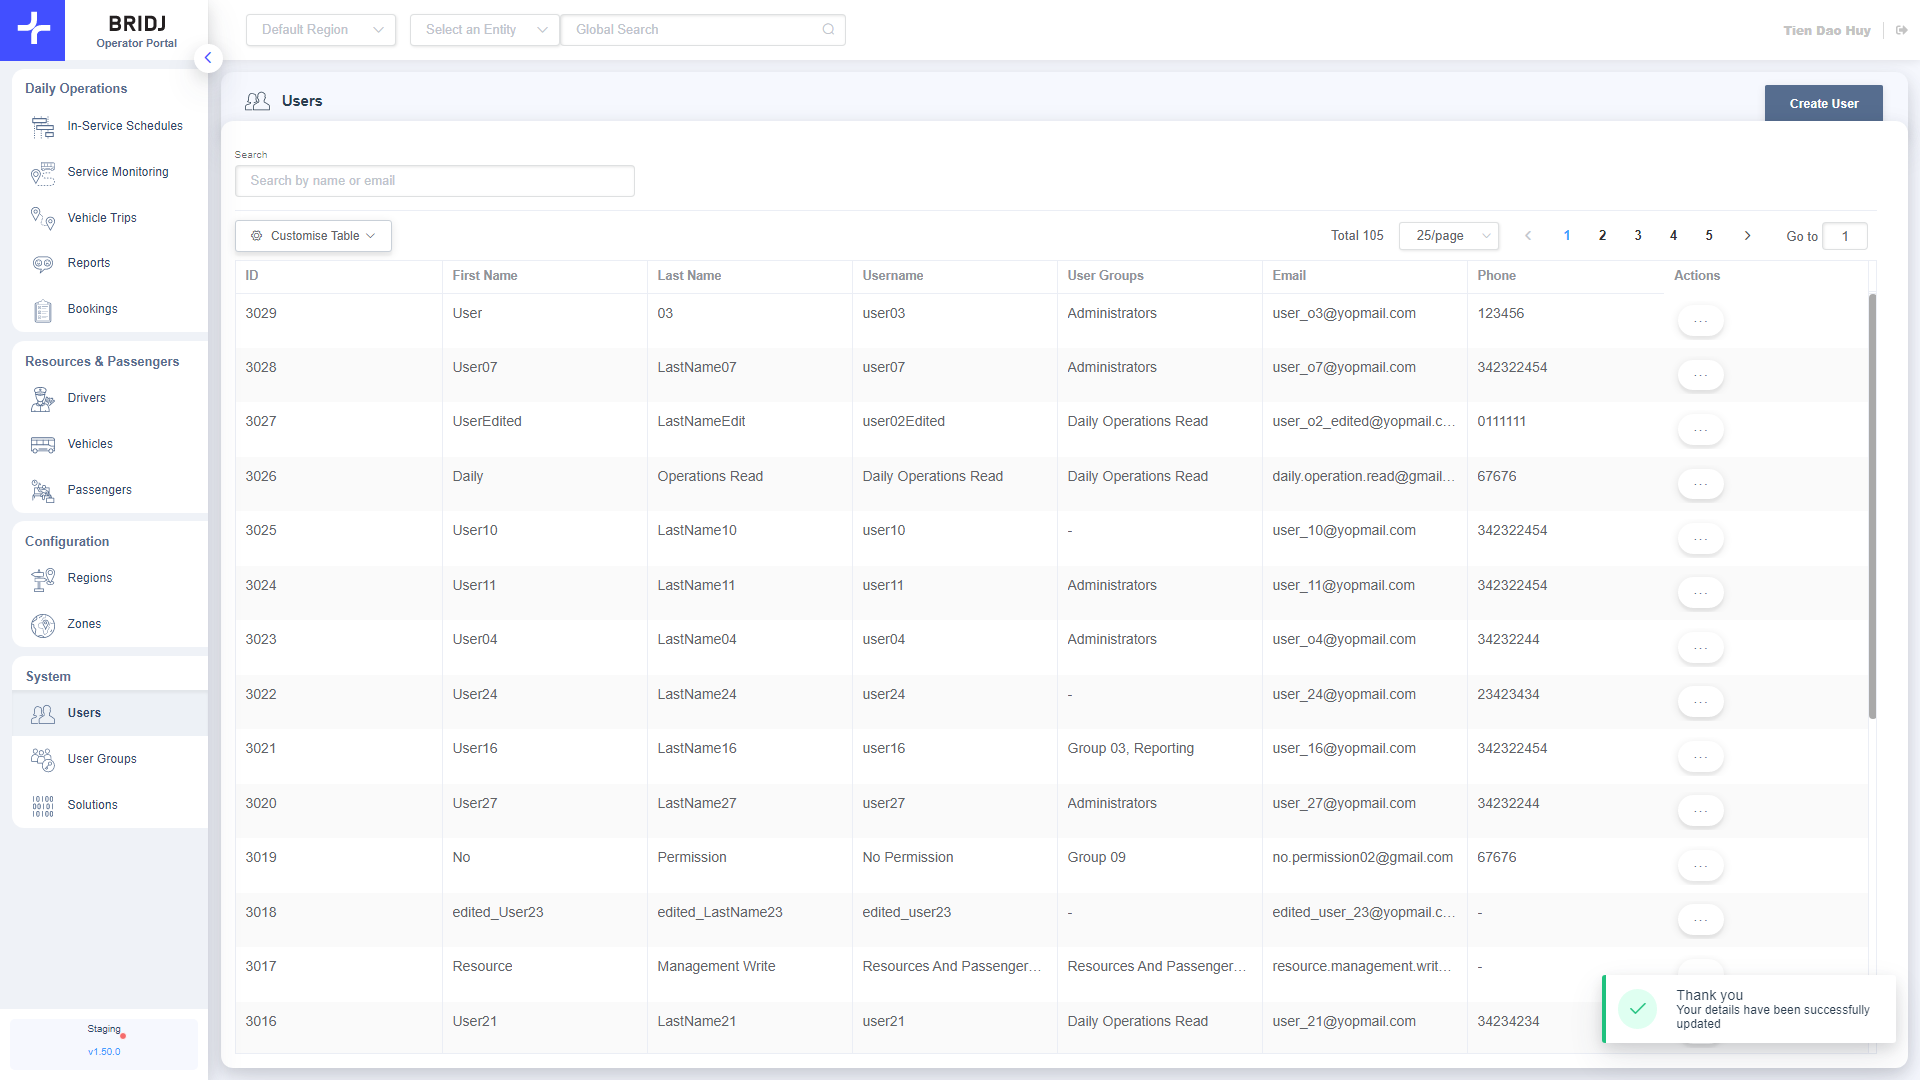 BRIDJ
Operator Portal
Default Region
Select an Entity
Global Search
Tien Dao Huy
Daily Operations
In-Service Schedules
Service Monitoring
Vehicle Trips
Reports
Bookings
Resources & Passengers
Drivers
Vehicles
Passengers
Configuration
Regions
Zones
System
Users
User Groups
Solutions
Staging
v1.50.0
Users
Create User
Search
Search by name or email
Customise Table
Total 105 25/page 1 2 3 4 5 Go to 1
ID First Name Last Name Username User Groups Email Phone Actions
3029 User 03 user03 Administrators user_o3@yopmail.com 123456 ...
3028 User07 LastName07 user07 Administrators user_o7@yopmail.com 342322454 ...
3027 UserEdited LastNameEdit user02Edited Daily Operations Read user_o2_edited@yopmail.c... 0111111 ...
3026 Daily Operations Read Daily Operations Read Daily Operations Read daily.operation.read@gmail... 67676 ...
3025 User10 LastName10 user10 - user_10@yopmail.com 342322454 ...
3024 User11 LastName11 user11 Administrators user_11@yopmail.com 342322454 ...
3023 User04 LastName04 user04 Administrators user_o4@yopmail.com 34232244 ...
3022 User24 LastName24 user24 - user_24@yopmail.com 23423434 ...
3021 User16 LastName16 user16 Group 03, Reporting user_16@yopmail.com 342322454 ...
3020 User27 LastName27 user27 Administrators user_27@yopmail.com 34232244 ...
3019 No Permission No Permission Group 09 no.permission02@gmail.com 67676 ...
3018 edited_User23 edited_LastName23 edited_user23 - edited_user_23@yopmail.c... - ...
3017 Resource Management Write Resources And Passenger... Resources And Passenger... resource.management.writ... -
3016 User21 LastName21 user21 Daily Operations Read user_21@yopmail.com 34234234
Thank you
Your details have been successfully
updated